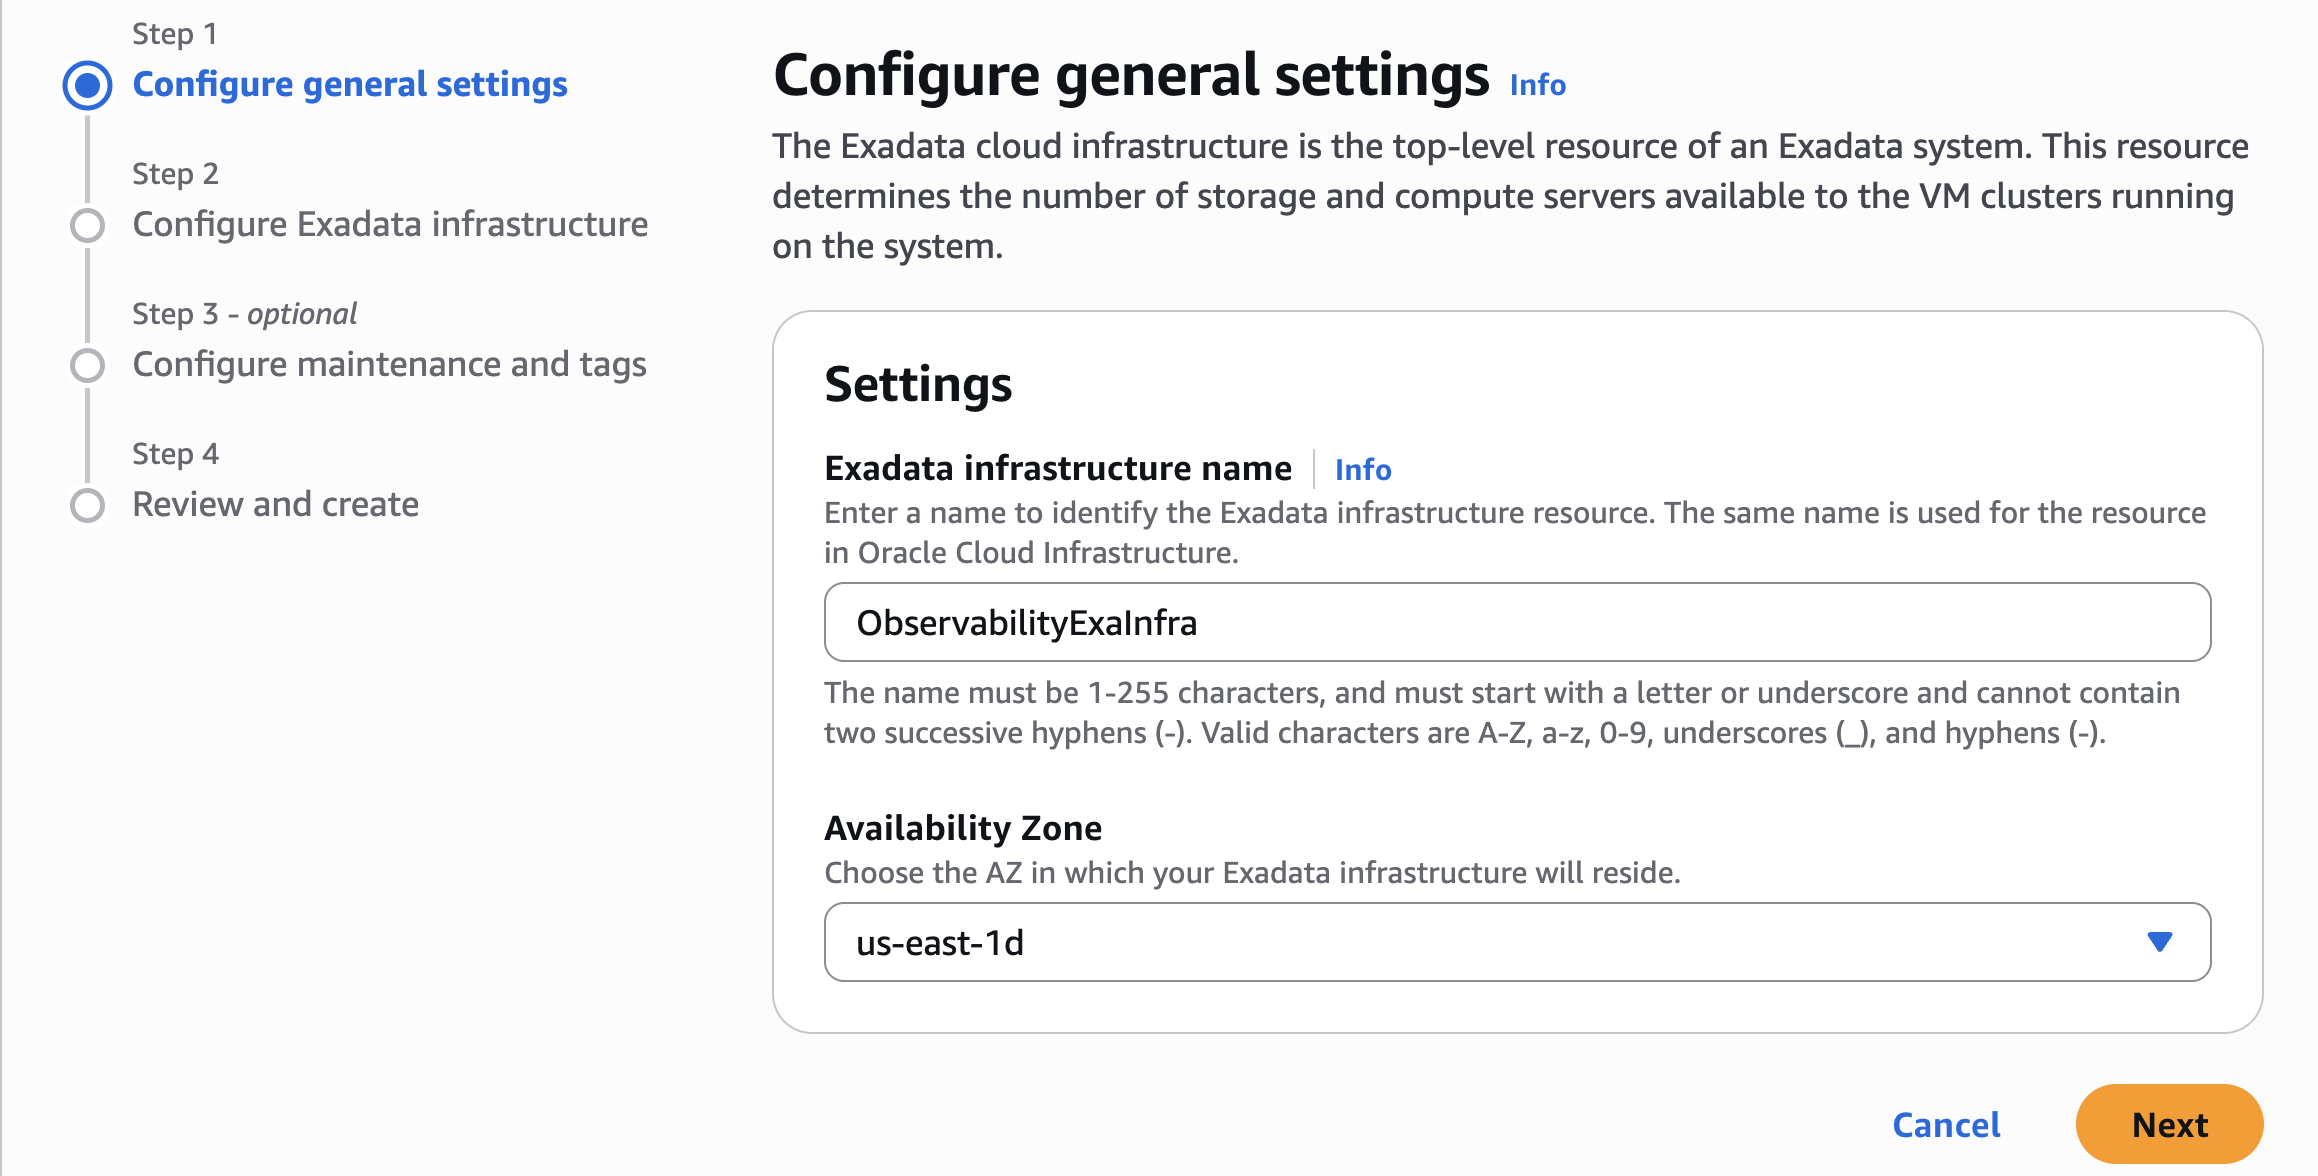 Step 1
Configure general settings
Step 2
Configure Exadata infrastructure
Step 3 - optional
Configure maintenance and tags
Step 4
Review and create
Configure general settings Info
The Exadata cloud infrastructure is the top-level resource of an Exadata system. This resource
determines the number of storage and compute servers available to the VM clusters running
on the system.
Settings
Exadata infrastructure name Info
Enter a name to identify the Exadata infrastructure resource. The same name is used for the resource
in Oracle Cloud Infrastructure.
ObservabilityExaInfra
The name must be 1-255 characters, and must start with a letter or underscore and cannot contain
two successive hyphens (-). Valid characters are A-Z, a-z, 0-9, underscores (_), and hyphens (-).
Availability Zone
Choose the AZ in which your Exadata infrastructure will reside.
us-east-1d
Cancel Next